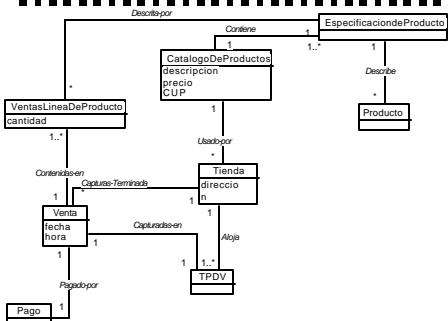 Descrita-por
EspecificaciondeProducto
Contiene
1
1
1..*
1
CatalogoDeProductos
descripcion
precio
CUP
Describe
*
*
VentasLineaDeProducto
cantidad
Producto
1
1..*
Usado-por
*
Contenidas-en
Capturas-Terminada
Tienda
direccio
n
*
1
1
1
Venta
fecha
hora
Capturadas-en
Aloja
1
1
1
1..*
TPDV
Pagado-por
1
Pago